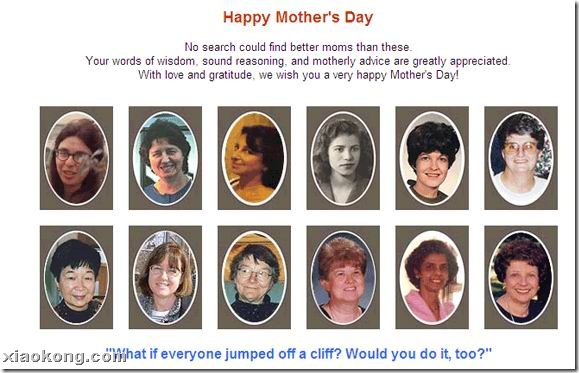 Happy Mother's Day
No search could find better moms than these.
Your words of wisdom, sound reasoning, and motherly advice are greatly appreciated.
With love and gratitude, we wish you a very happy Mother's Day!
"What if everyone jumped off a cliff? Would you do it, too?"
xiaokong.com